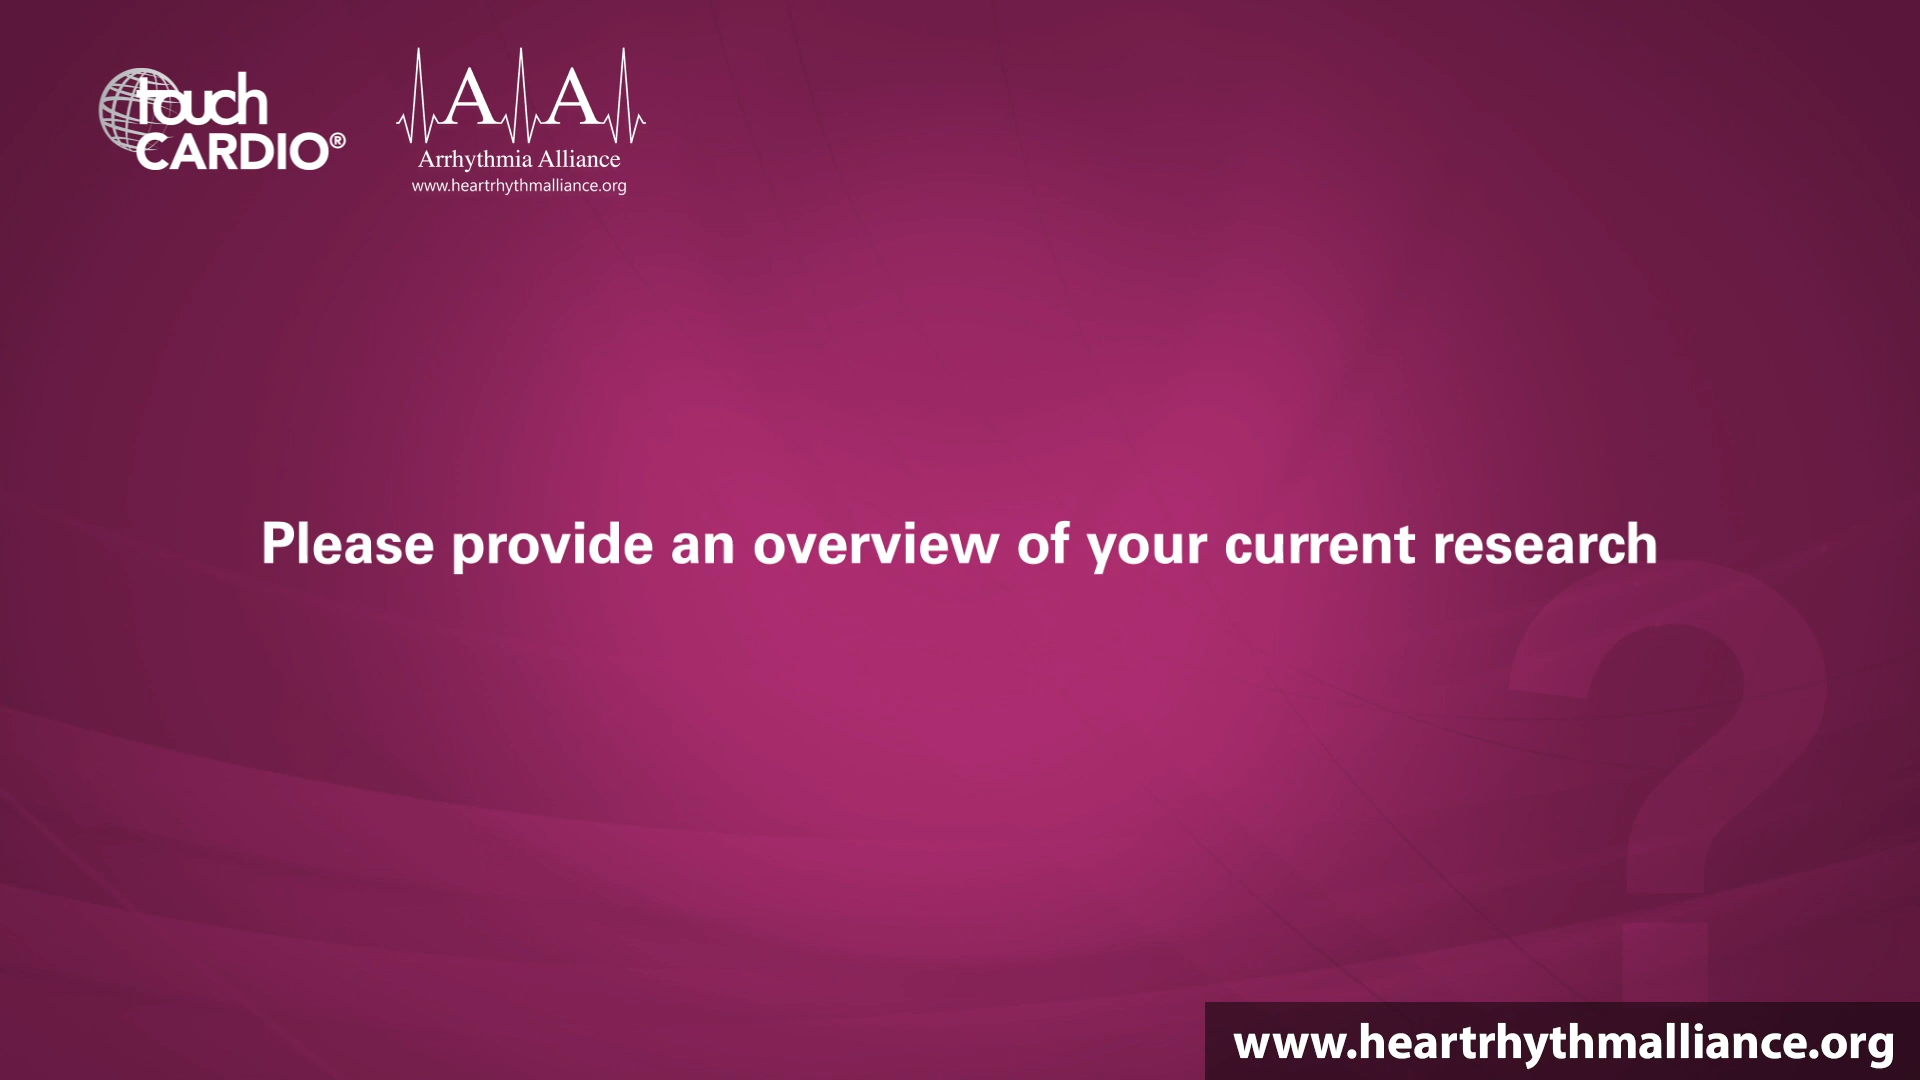 touch
CARDIO®
A A
Arrhythmia Alliance
www.heartrhythmalliance.org
Please provide an overview of your current research
?
www.heartrhythmalliance.org